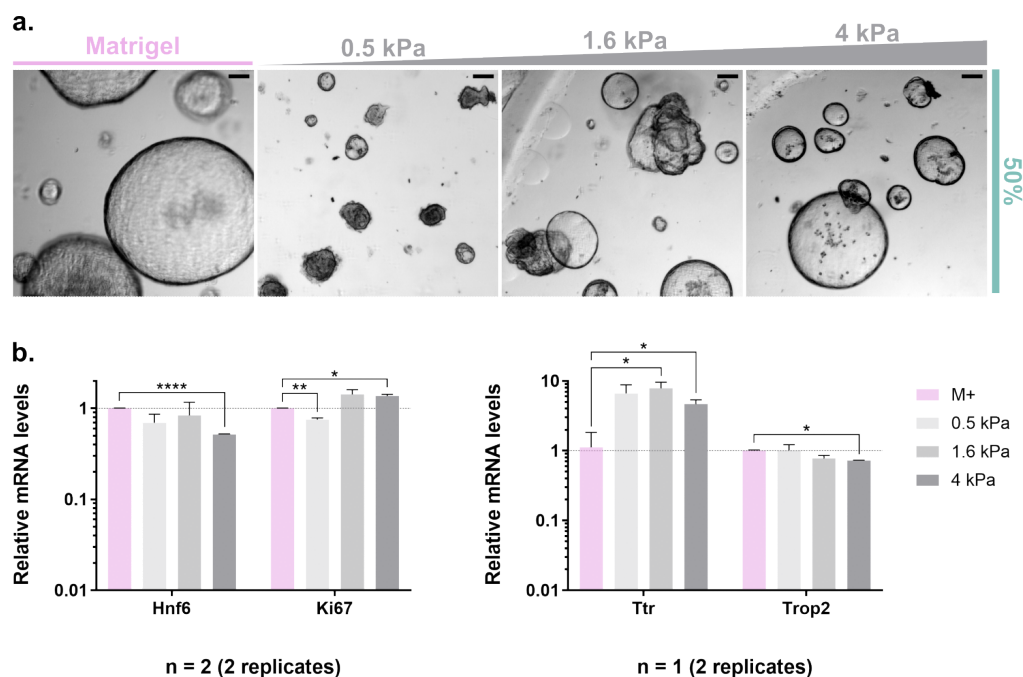 a.
Matrigel
0.5 kPa
1.6 kPa
4 kPa
50%
b.
Relative mRNA levels
1
0.1
0.01
****
**
*
Hnf6
Ki67
n = 2 (2 replicates)
Relative mRNA levels
10
1
0.1
0.01
*
*
*
Ttr
Trop2
n = 1 (2 replicates)
M+
0.5 kPa
1.6 kPa
4 kPa